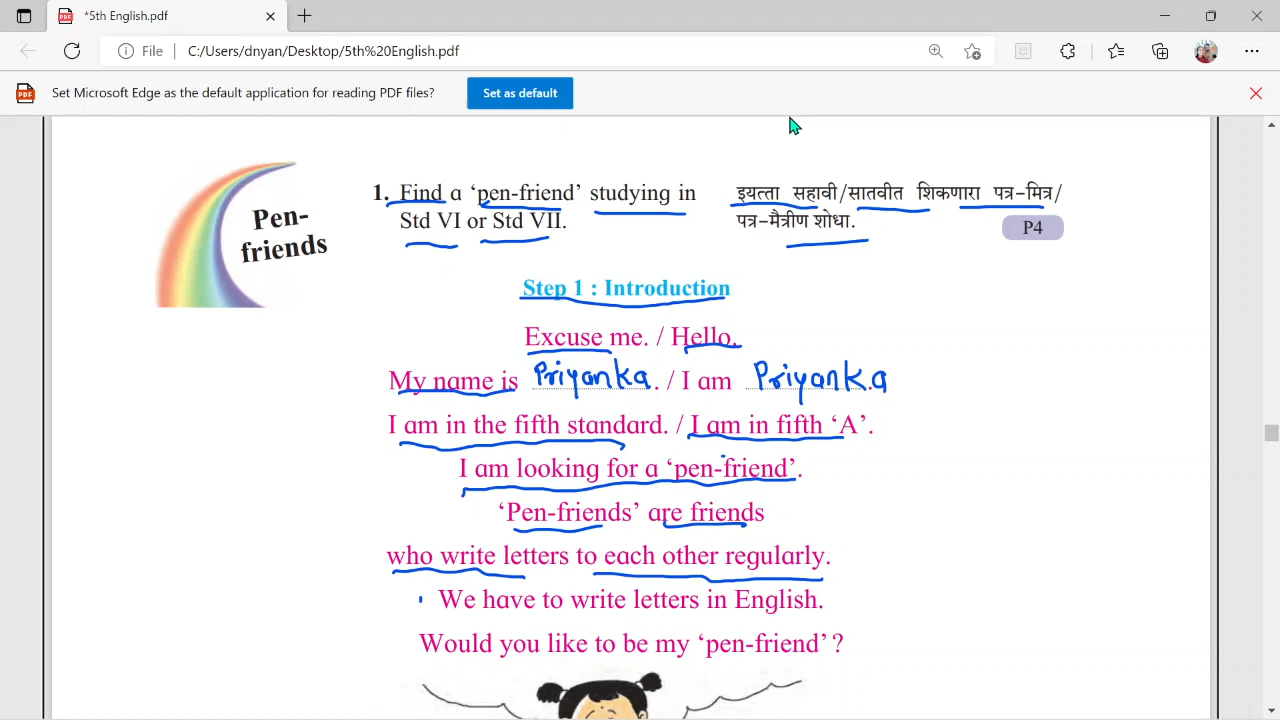 *5th English.pdf
File C:/Users/dnyan/Desktop/5th%20English.pdf
Set Microsoft Edge as the default application for reading PDF files? Set as default
Pen-
friends
1. Find a ‘pen-friend’ studying in
Std VI or Std VII.
इयत्ता सहावी/सातवीत शिकणारा पत्र-मित्र/
पत्र-मैत्रीण शोधा.
P4
Step 1 : Introduction
Excuse me. / Hello.
My name is Priyanka. / I am Priyanka.
I am in the fifth standard. / I am in fifth ‘A’.
I am looking for a ‘pen-friend’.
‘Pen-friends’ are friends
who write letters to each other regularly.
We have to write letters in English.
Would you like to be my ‘pen-friend’?